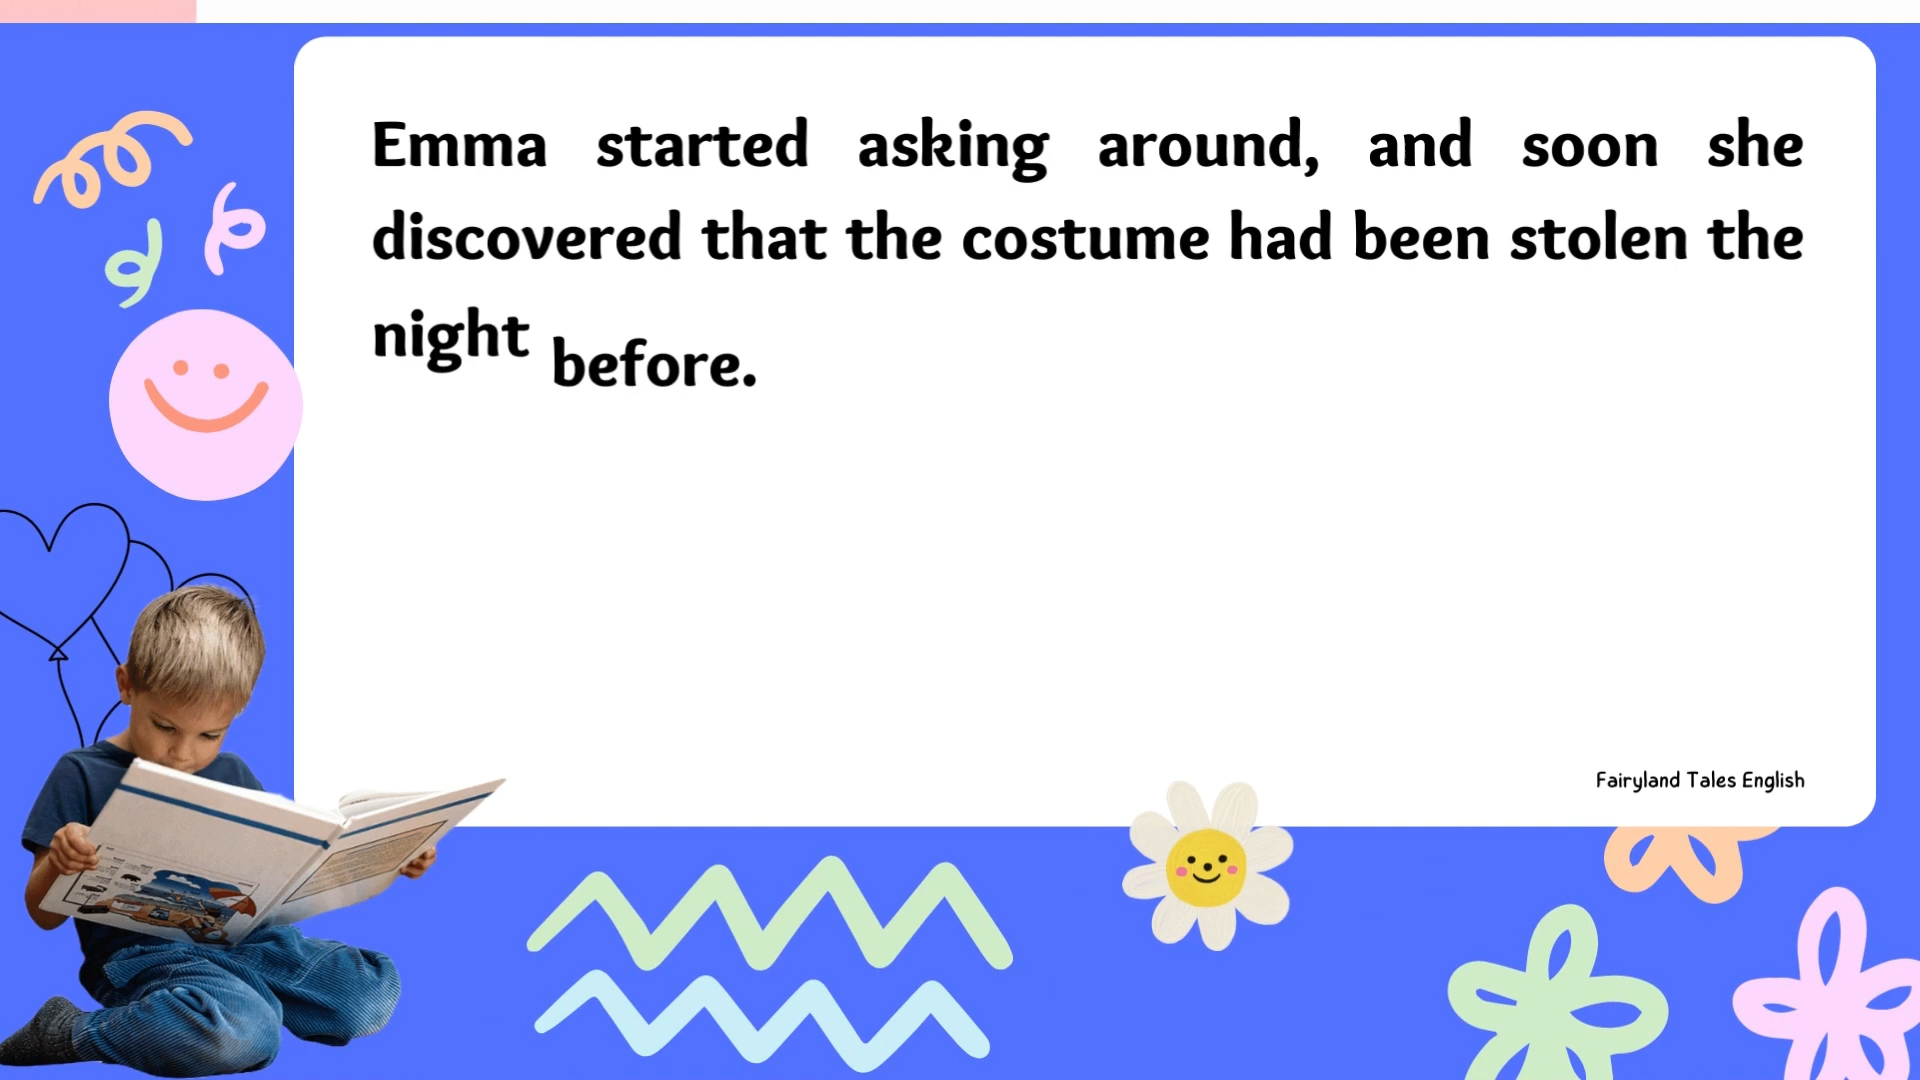 Emma started asking around, and soon she
discovered that the costume had been stolen the
night before.
Fairyland Tales English